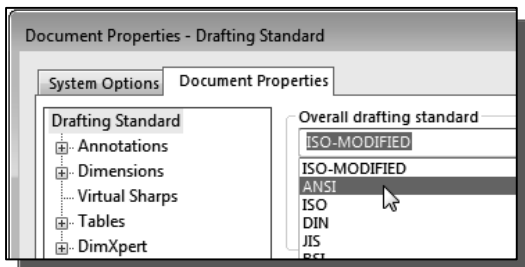 Document Properties - Drafting Standard
System Options Document Properties
Drafting Standard
Annotations
Dimensions
Virtual Sharps
Tables
DimXpert
Overall drafting standard
ISO-MODIFIED
ISO-MODIFIED
ANSI
ISO
DIN
JIS